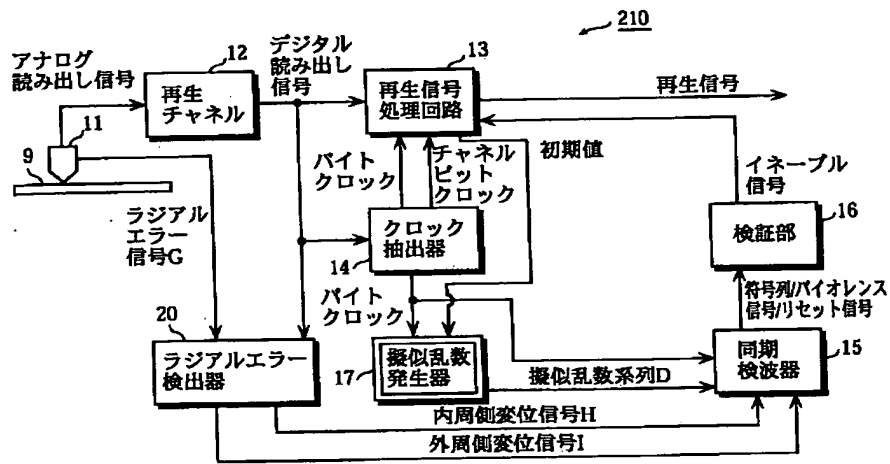 210
アナログ
読み出し信号
12
再生
チャネル
デジタル
読み出し
信号
13
再生信号
処理回路
再生信号
11
9
バイト
クロック
チャネル
ビット
クロック
初期値
イネーブル
信号
ラジアル
エラー
信号G
クロック
抽出器
14
16
検証部
バイト
クロック
符号列/バイオレンス
信号/リセット信号
20
ラジアルエラー
検出器
17
擬似乱数
発生器
擬似乱数系列D
同期
検波器
15
内周側変位信号H
外周側変位信号I